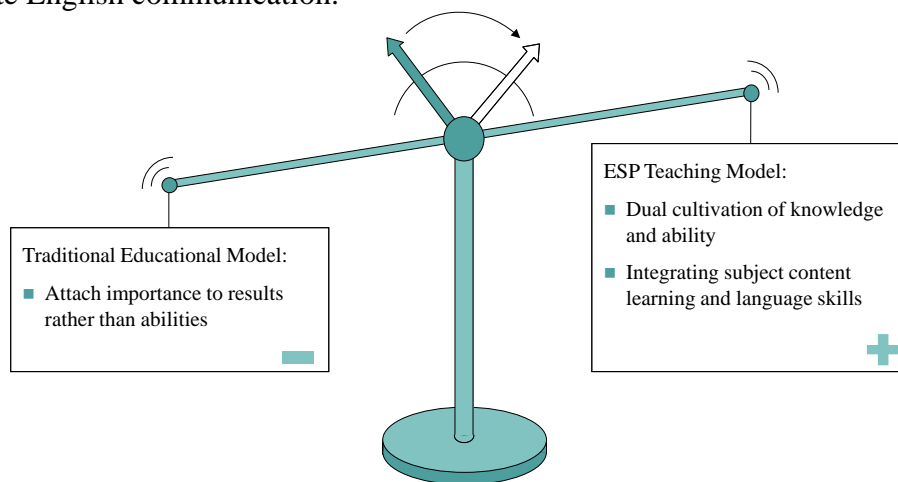 English communication.
Traditional Educational Model:
Attach importance to results
rather than abilities
ESP Teaching Model:
Dual cultivation of knowledge
and ability
Integrating subject content
learning and language skills